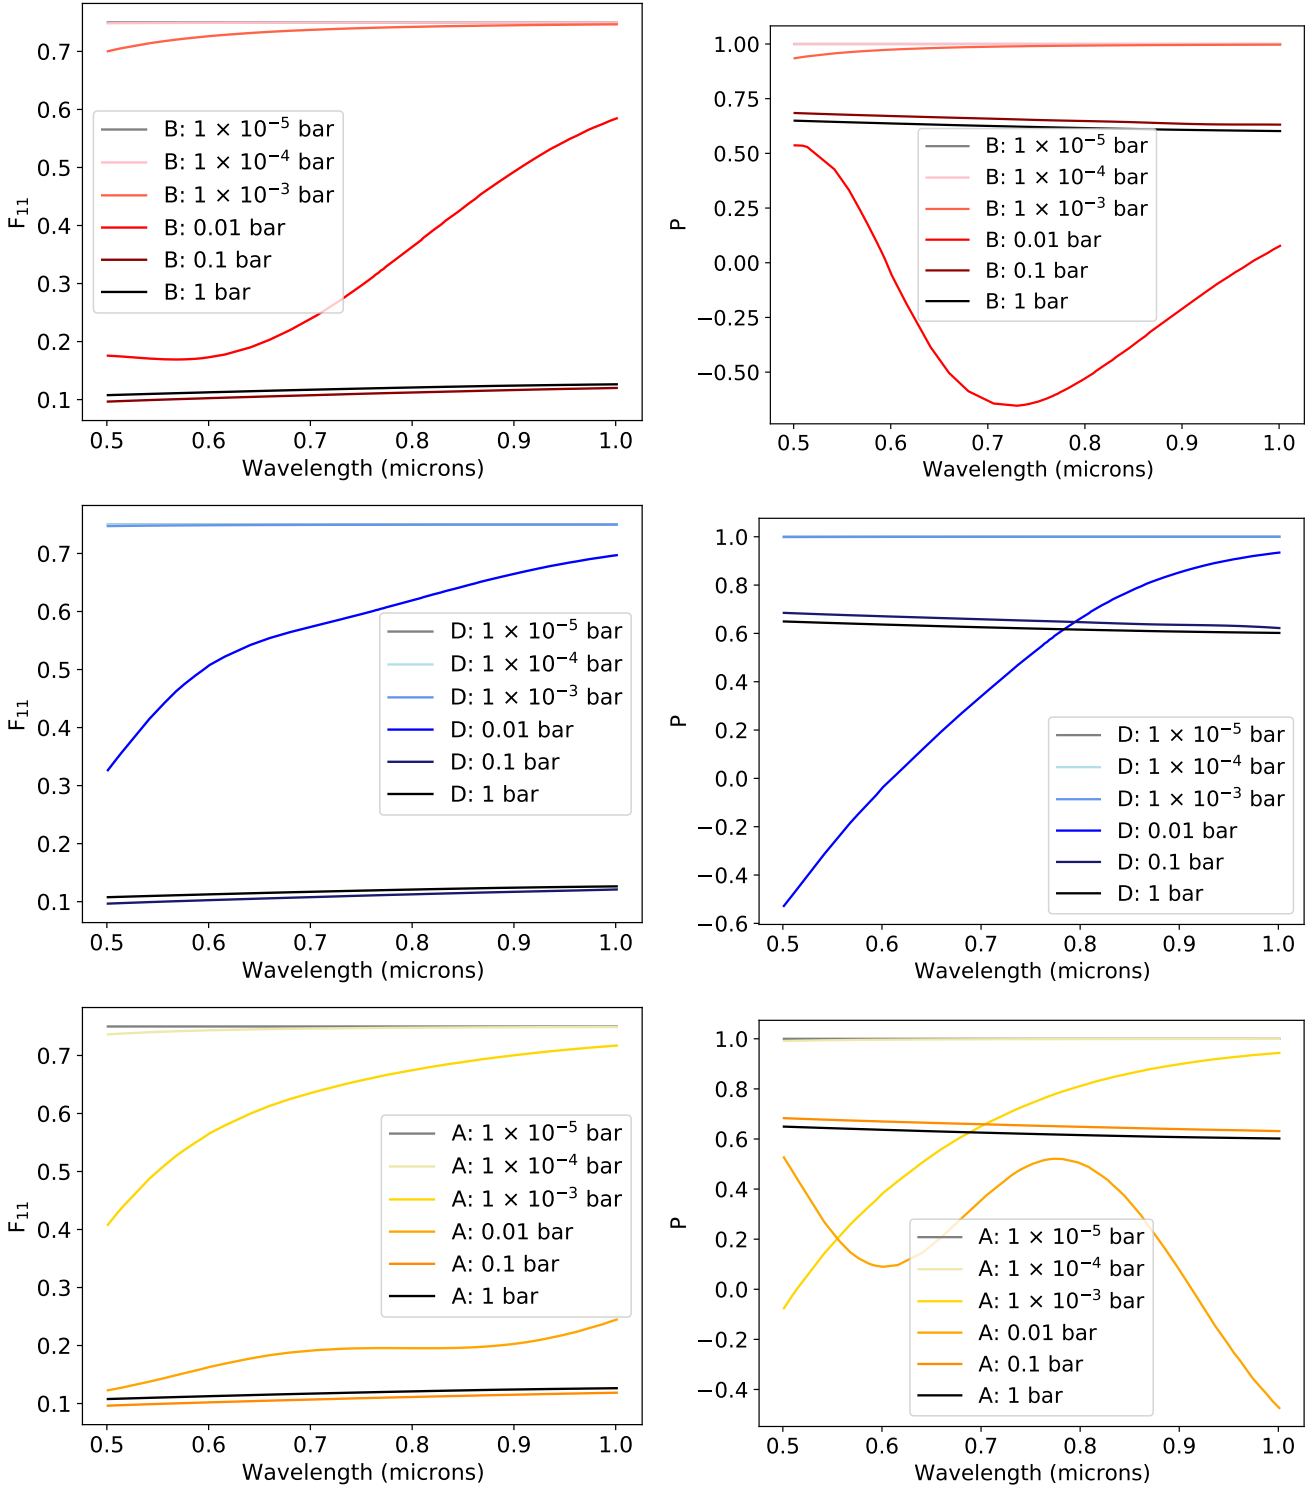 F₁₁
0.7
0.6
0.5
0.4
0.3
0.2
0.1
B: 1 × 10⁻⁵ bar
B: 1 × 10⁻⁴ bar
B: 1 × 10⁻³ bar
B: 0.01 bar
B: 0.1 bar
B: 1 bar
0.5 0.6 0.7 0.8 0.9 1.0
Wavelength (microns)
P
1.00
0.75
0.50
0.25
0.00
−0.25
−0.50
B: 1 × 10⁻⁵ bar
B: 1 × 10⁻⁴ bar
B: 1 × 10⁻³ bar
B: 0.01 bar
B: 0.1 bar
B: 1 bar
0.5 0.6 0.7 0.8 0.9 1.0
Wavelength (microns)
F₁₁
0.7
0.6
0.5
0.4
0.3
0.2
0.1
D: 1 × 10⁻⁵ bar
D: 1 × 10⁻⁴ bar
D: 1 × 10⁻³ bar
D: 0.01 bar
D: 0.1 bar
D: 1 bar
0.5 0.6 0.7 0.8 0.9 1.0
Wavelength (microns)
P
1.0
0.8
0.6
0.4
0.2
0.0
−0.2
−0.4
−0.6
D: 1 × 10⁻⁵ bar
D: 1 × 10⁻⁴ bar
D: 1 × 10⁻³ bar
D: 0.01 bar
D: 0.1 bar
D: 1 bar
0.5 0.6 0.7 0.8 0.9 1.0
Wavelength (microns)
F₁₁
0.7
0.6
0.5
0.4
0.3
0.2
0.1
A: 1 × 10⁻⁵ bar
A: 1 × 10⁻⁴ bar
A: 1 × 10⁻³ bar
A: 0.01 bar
A: 0.1 bar
A: 1 bar
0.5 0.6 0.7 0.8 0.9 1.0
Wavelength (microns)
P
1.0
0.8
0.6
0.4
0.2
0.0
−0.2
−0.4
A: 1 × 10⁻⁵ bar
A: 1 × 10⁻⁴ bar
A: 1 × 10⁻³ bar
A: 0.01 bar
A: 0.1 bar
A: 1 bar
0.5 0.6 0.7 0.8 0.9 1.0
Wavelength (microns)